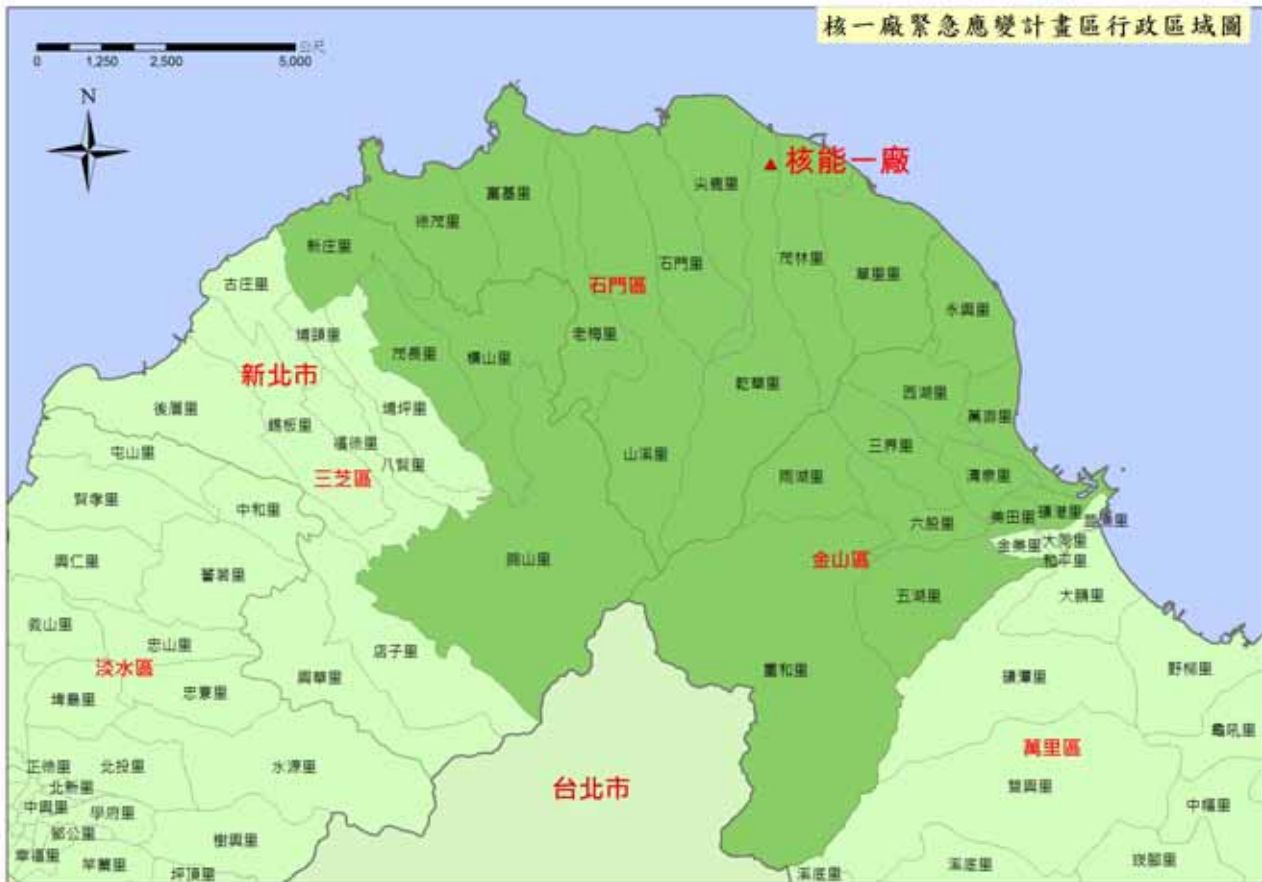 核一廠緊急應變計畫區行政區域圖
公尺
0 1,250 2,500 5,000
N
核能一廠
尖鹿里
富基里
德茂里
新庄里
石門里
茂林里
草里里
石門區
古庄里
永興里
埔頭里
老梅里
茂長里
橫山里
新北市
乾華里
西湖里
後厝里
埔坪里
萬壽里
錫板里
福德里
三界里
屯山里
八賢里
山溪里
兩湖里
清泉里
三芝區
賢孝里
中和里
六股里
美田里
磺港里
豐漁里
金美里
大同里
和平里
興仁里
蕃薯里
圓山里
金山區
五湖里
大鵬里
義山里
忠山里
店子里
淡水區
興華里
重和里
磺潭里
野柳里
埤島里
忠寮里
龜吼里
萬里區
正德里
北投里
水源里
台北市
雙興里
北新里
中興里
學府里
中幅里
鄧公里
樹興里
幸福里
竿蓁里
坪頂里
溪底里
溪底里
崁腳里